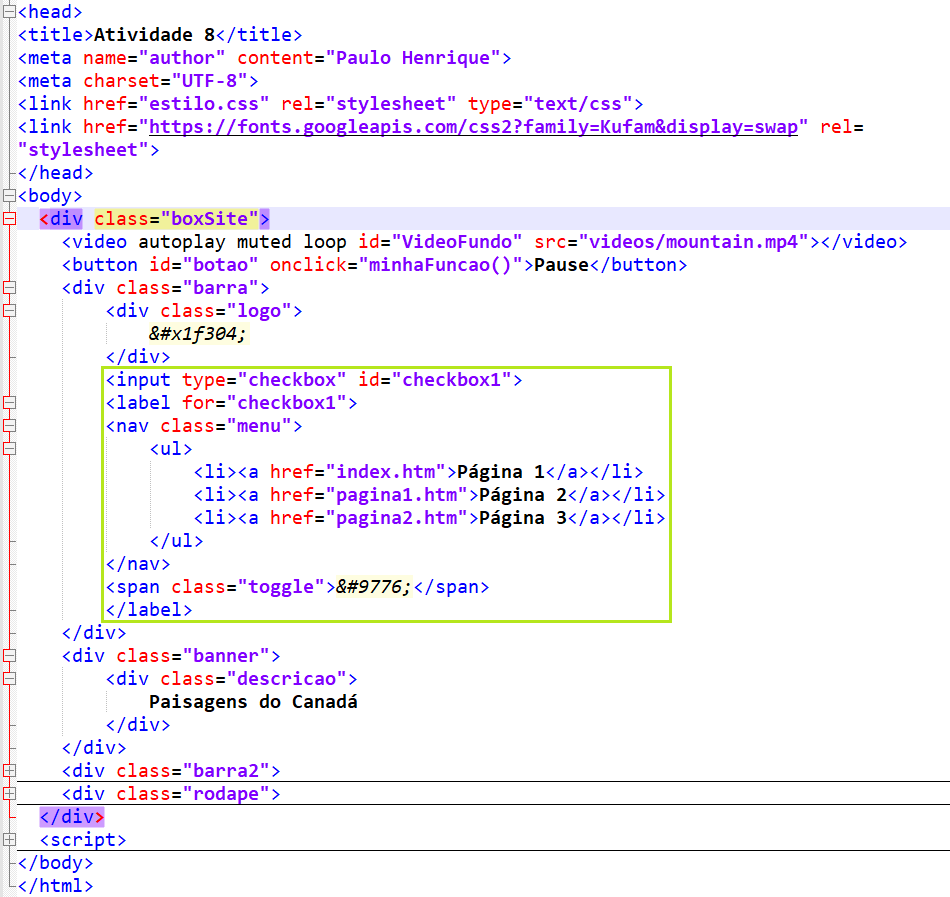 <head>
<title>Atividade 8</title>
<meta name="author" content="Paulo Henrique">
<meta charset="UTF-8">
<link href="estilo.css" rel="stylesheet" type="text/css">
<link href="https://fonts.googleapis.com/css2?family=Kufam&display=swap" rel=
"stylesheet">
</head>
<body>
<div class="boxSite">
<video autoplay muted loop id="VideoFundo" src="videos/mountain.mp4"></video>
<button id="botao" onclick="minhaFuncao()">Pause</button>
<div class="barra">
<div class="logo">
&#x1f304;
</div>
<input type="checkbox" id="checkbox1">
<label for="checkbox1">
<nav class="menu">
<ul>
<li><a href="index.htm">Página 1</a></li>
<li><a href="pagina1.htm">Página 2</a></li>
<li><a href="pagina2.htm">Página 3</a></li>
</ul>
</nav>
<span class="toggle">&#9776;</span>
</label>
</div>
<div class="banner">
<div class="descricao">
Paisagens do Canadá
</div>
</div>
<div class="barra2">
<div class="rodape">
</div>
<script>
</body>
</html>